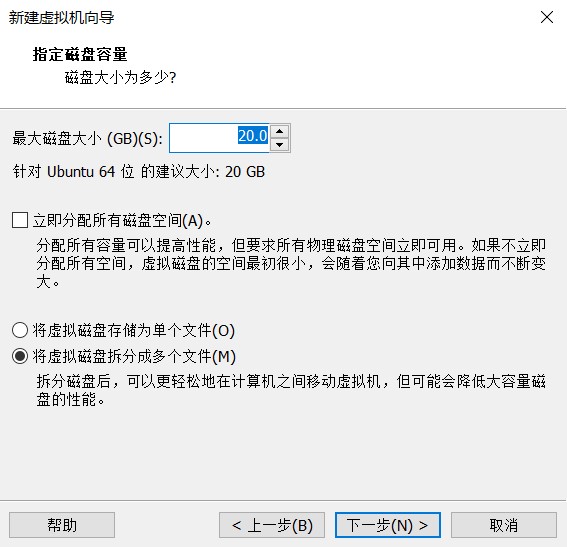 新建虚拟机向导
指定磁盘容量
磁盘大小为多少?
最大磁盘大小 (GB)(S): 20.0
针对 Ubuntu 64 位 的建议大小: 20 GB
立即分配所有磁盘空间(A)。
分配所有容量可以提高性能，但要求所有物理磁盘空间立即可用。如果不立即
分配所有空间，虚拟磁盘的空间最初很小，会随着您向其中添加数据而不断变
大。
将虚拟磁盘存储为单个文件(O)
将虚拟磁盘拆分成多个文件(M)
拆分磁盘后，可以更轻松地在计算机之间移动虚拟机，但可能会降低大容量磁
盘的性能。
帮助 < 上一步(B) 下一步(N) > 取消